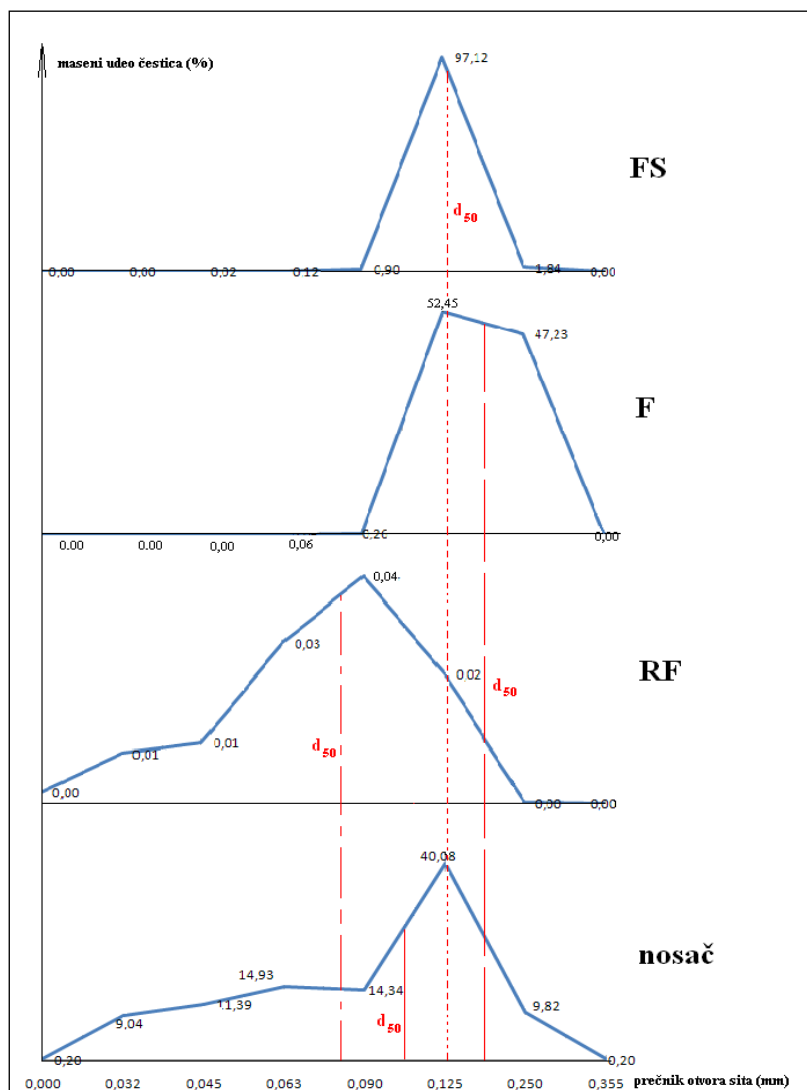 maseni udeo čestica (%)
97,12
FS
d50
0,00 0,00 0,02 0,12 0,90 1,84 0,00
52,45
47,23
F
0.00 0.00 0,00 0,06 0,26 0,00
0,04
0,03
RF
0,02
d50
d50
0,01
0,01
0,00 0,00 0,00
40,08
nosač
14,93
14,34
11,39
9,82
9,04
d50
0,20 0,20
0,000 0,032 0,045 0,063 0,090 0,125 0,250 0,355 prečnik otvora sita (mm)